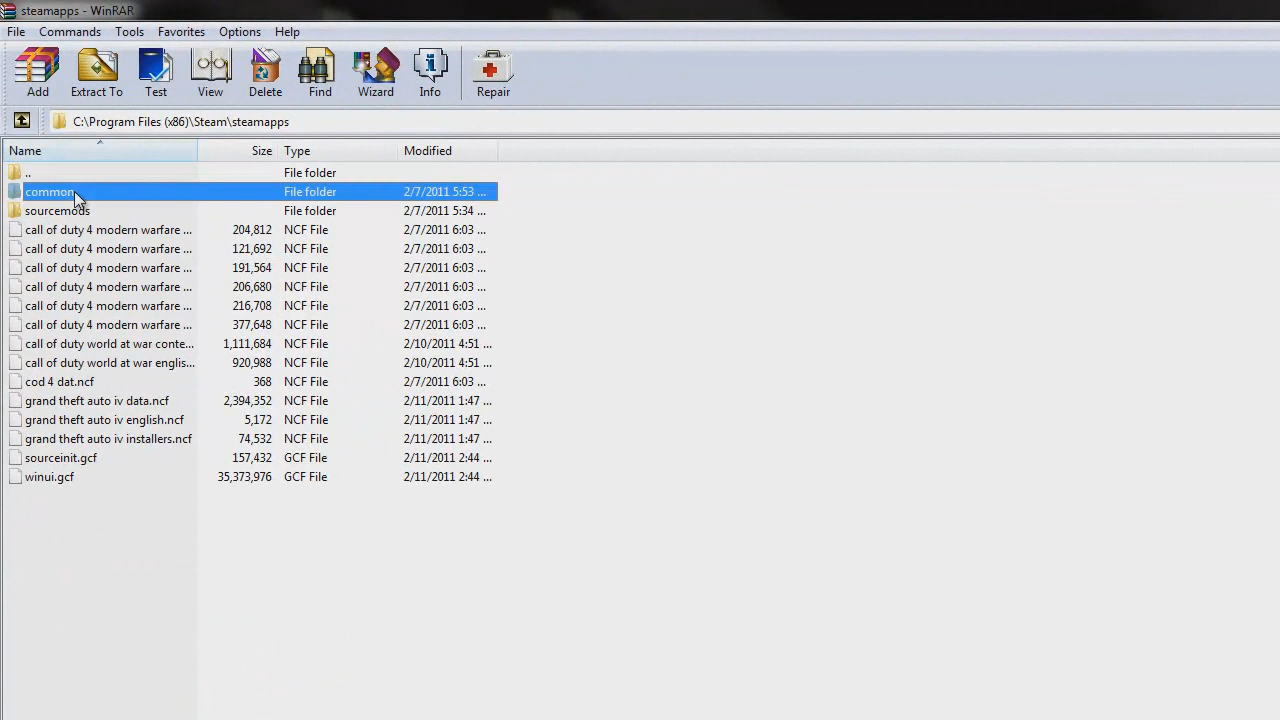 steamapps - WinRAR
File Commands Tools Favorites Options Help
Add Extract To Test View Delete Find Wizard Info Repair
C:\Program Files (x86)\Steam\steamapps
Name Size Type Modified
.. File folder
common File folder 2/7/2011 5:53 ...
sourcemods File folder 2/7/2011 5:34 ...
call of duty 4 modern warfare ... 204,812 NCF File 2/7/2011 6:03 ...
call of duty 4 modern warfare ... 121,692 NCF File 2/7/2011 6:03 ...
call of duty 4 modern warfare ... 191,564 NCF File 2/7/2011 6:03 ...
call of duty 4 modern warfare ... 206,680 NCF File 2/7/2011 6:03 ...
call of duty 4 modern warfare ... 216,708 NCF File 2/7/2011 6:03 ...
call of duty 4 modern warfare ... 377,648 NCF File 2/7/2011 6:03 ...
call of duty world at war conte... 1,111,684 NCF File 2/10/2011 4:51 ...
call of duty world at war englis... 920,988 NCF File 2/10/2011 4:51 ...
cod 4 dat.ncf 368 NCF File 2/7/2011 6:03 ...
grand theft auto iv data.ncf 2,394,352 NCF File 2/11/2011 1:47 ...
grand theft auto iv english.ncf 5,172 NCF File 2/11/2011 1:47 ...
grand theft auto iv installers.ncf 74,532 NCF File 2/11/2011 1:47 ...
sourceinit.gcf 157,432 GCF File 2/11/2011 2:44 ...
winui.gcf 35,373,976 GCF File 2/11/2011 2:44 ...